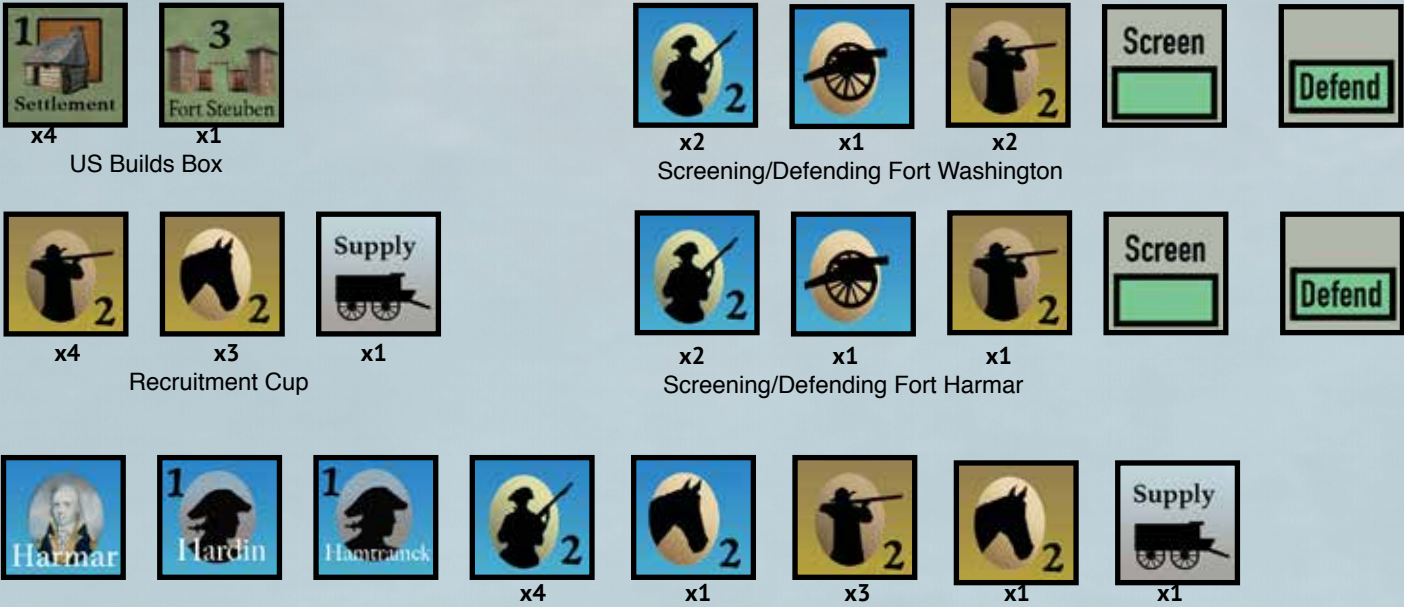 1
Settlement
x4
3
Fort Steuben
x1
US Builds Box
2
x2
x1
2
x2
Screen
Defend
Screening/Defending Fort Washington
2
x4
2
x3
Supply
x1
Recruitment Cup
2
x2
x1
2
x1
Screen
Defend
Screening/Defending Fort Harmar
Harmar
1
Hardin
1
Hamtramck
2
x4
2
x1
2
x3
2
x1
Supply
x1